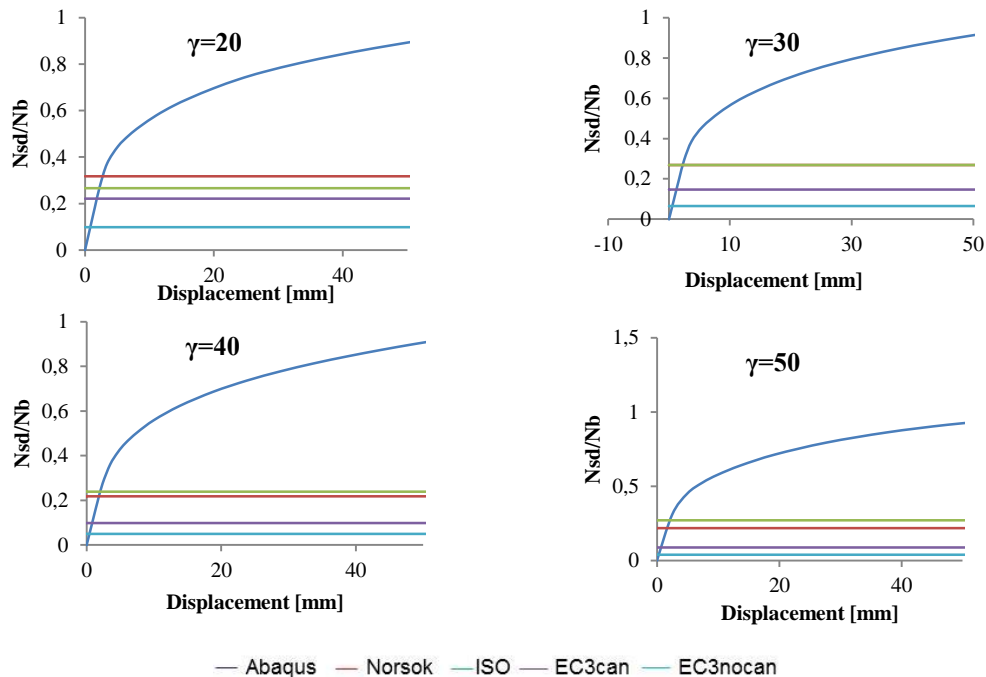 γ=20
Nsd/Nb
1
0,8
0,6
0,4
0,2
0
0 20 40
Displacement [mm]
γ=30
Nsd/Nb
1
0,8
0,6
0,4
0,2
0
-10 10 30 50
Displacement [mm]
γ=40
Nsd/Nb
1
0,8
0,6
0,4
0,2
0
0 20 40
Displacement [mm]
γ=50
Nsd/Nb
1,5
1
0,5
0
0 20 40
Displacement [mm]
Abaqus Norsok ISO EC3can EC3nocan